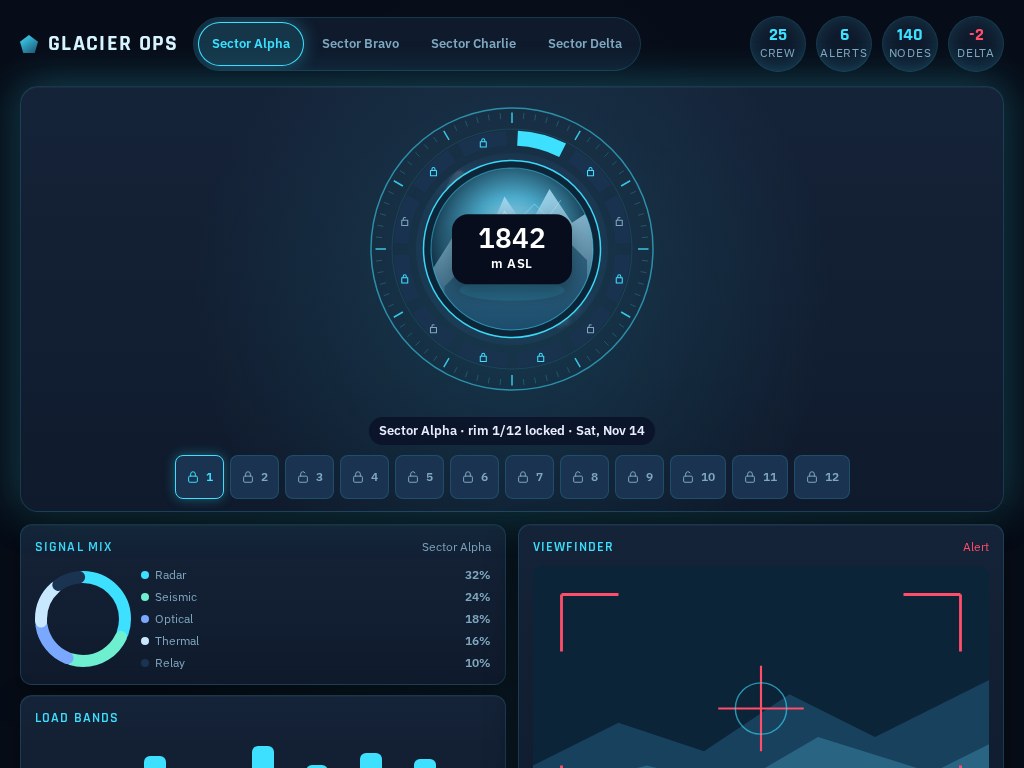 GLACIER OPS
Sector Alpha
Sector Bravo
Sector Charlie
Sector Delta
25
CREW
6
ALERTS
140
NODES
-2
DELTA
1842
m ASL
Sector Alpha · rim 1/12 locked · Sat, Nov 14
1
2
3
4
5
6
7
8
9
10
11
12
SIGNAL MIX
Sector Alpha
Radar 32%
Seismic 24%
Optical 18%
Thermal 16%
Relay 10%
VIEWFINDER
Alert
LOAD BANDS